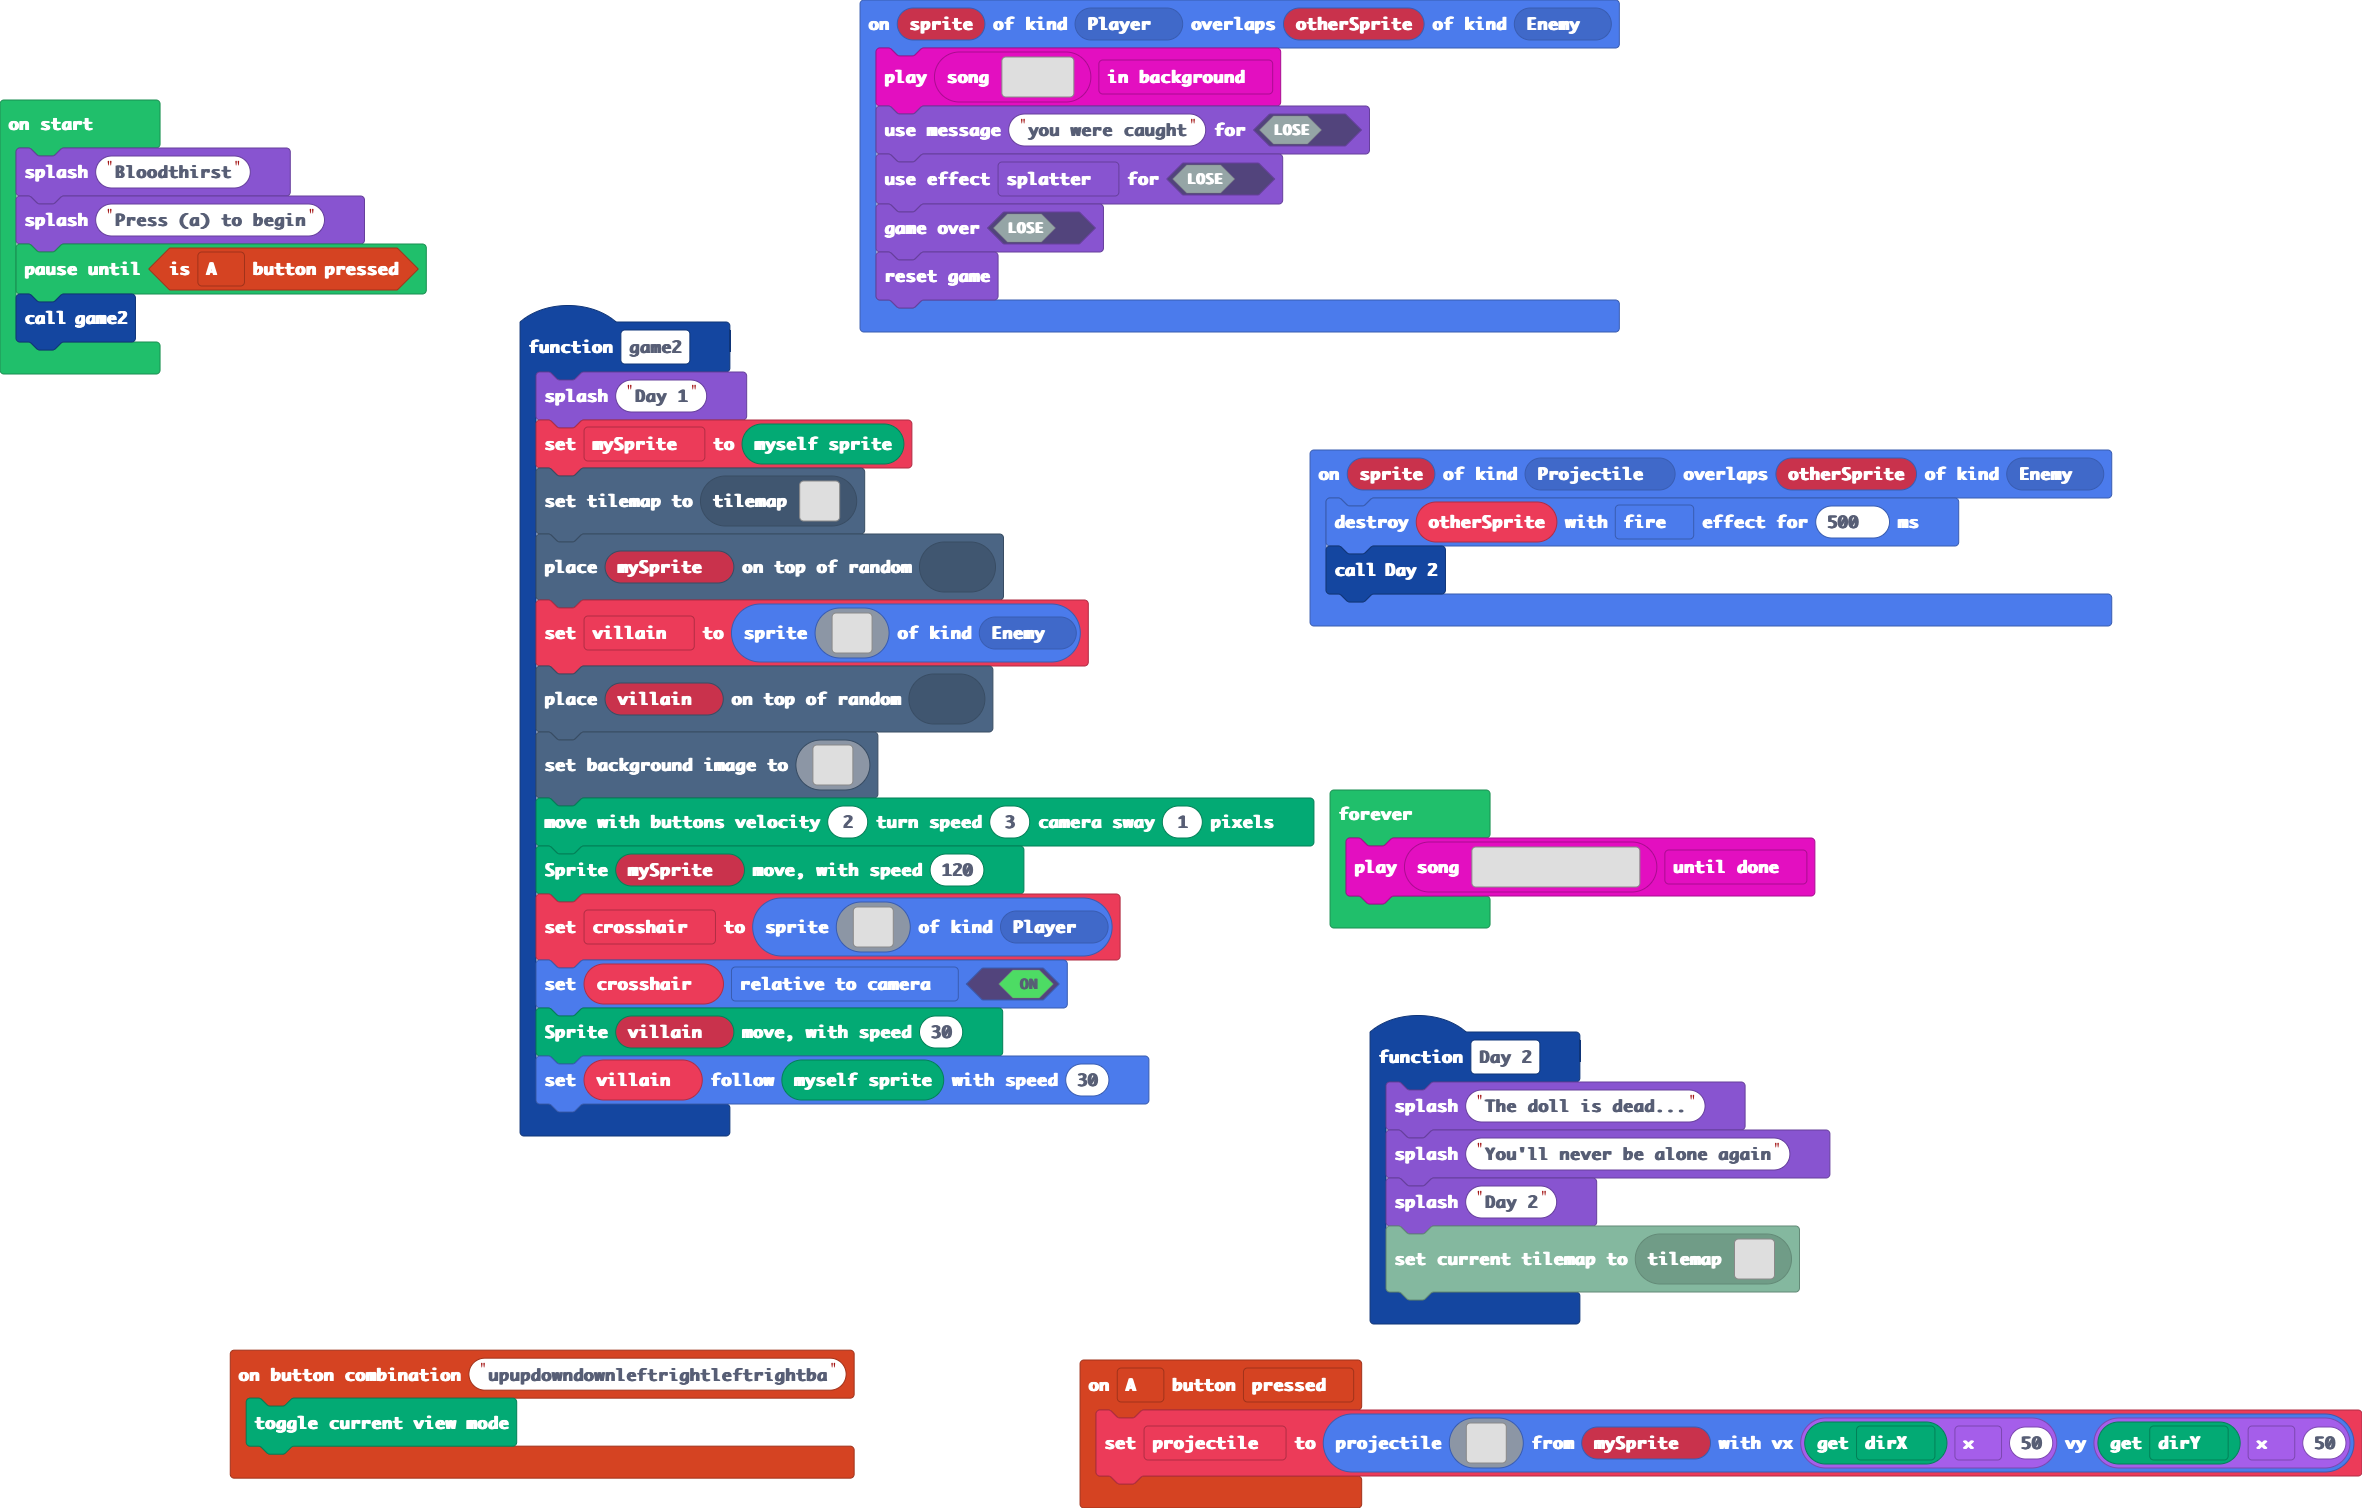 on start
splash "Bloodthirst"
splash "Press (a) to begin"
pause until is A button pressed
call game2
on sprite of kind Player overlaps otherSprite of kind Enemy
play song in background
use message "you were caught" for LOSE
use effect splatter for LOSE
game over LOSE
reset game
function game2
splash "Day 1"
set mySprite to myself sprite
set tilemap to tilemap
place mySprite on top of random
set villain to sprite of kind Enemy
place villain on top of random
set background image to
move with buttons velocity 2 turn speed 3 camera sway 1 pixels
Sprite mySprite move, with speed 120
set crosshair to sprite of kind Player
set crosshair relative to camera ON
Sprite villain move, with speed 30
set villain follow myself sprite with speed 30
on sprite of kind Projectile overlaps otherSprite of kind Enemy
destroy otherSprite with fire effect for 500 ms
call Day 2
forever
play song until done
function Day 2
splash "The doll is dead..."
splash "You'll never be alone again"
splash "Day 2"
set current tilemap to tilemap
on button combination "upupdowndownleftrightleftrightba"
toggle current view mode
on A button pressed
set projectile to projectile from mySprite with vx get dirX x 50 vy get dirY x 50